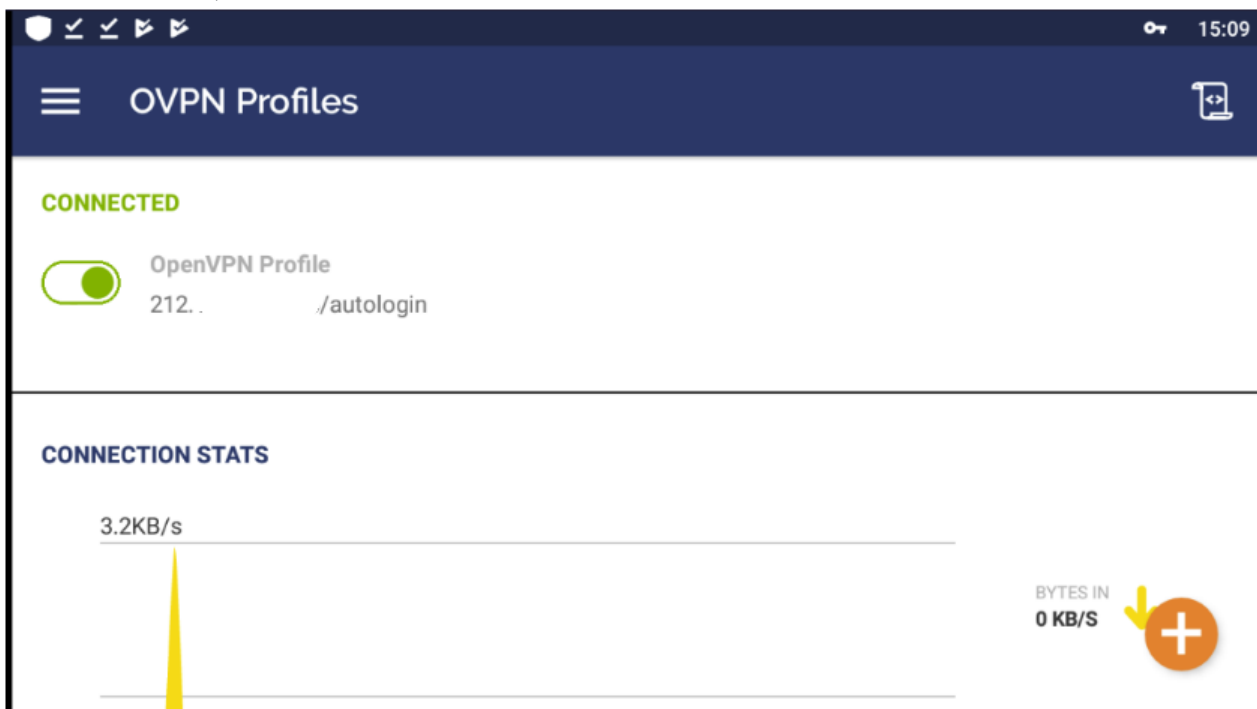 15:09
OVPN Profiles
CONNECTED
OpenVPN Profile
212. /autologin
CONNECTION STATS
3.2KB/s
BYTES IN
0 KB/S